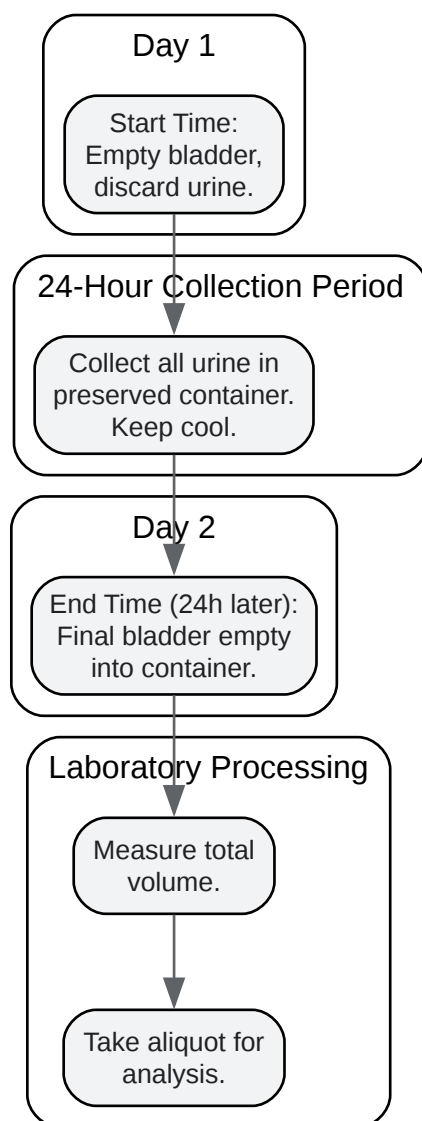 Day 1
Start Time:
Empty bladder,
discard urine.
24-Hour Collection Period
Collect all urine in
preserved container.
Keep cool.
Day 2
End Time (24h later):
Final bladder empty
into container.
Laboratory Processing
Measure total
volume.
Take aliquot for
analysis.